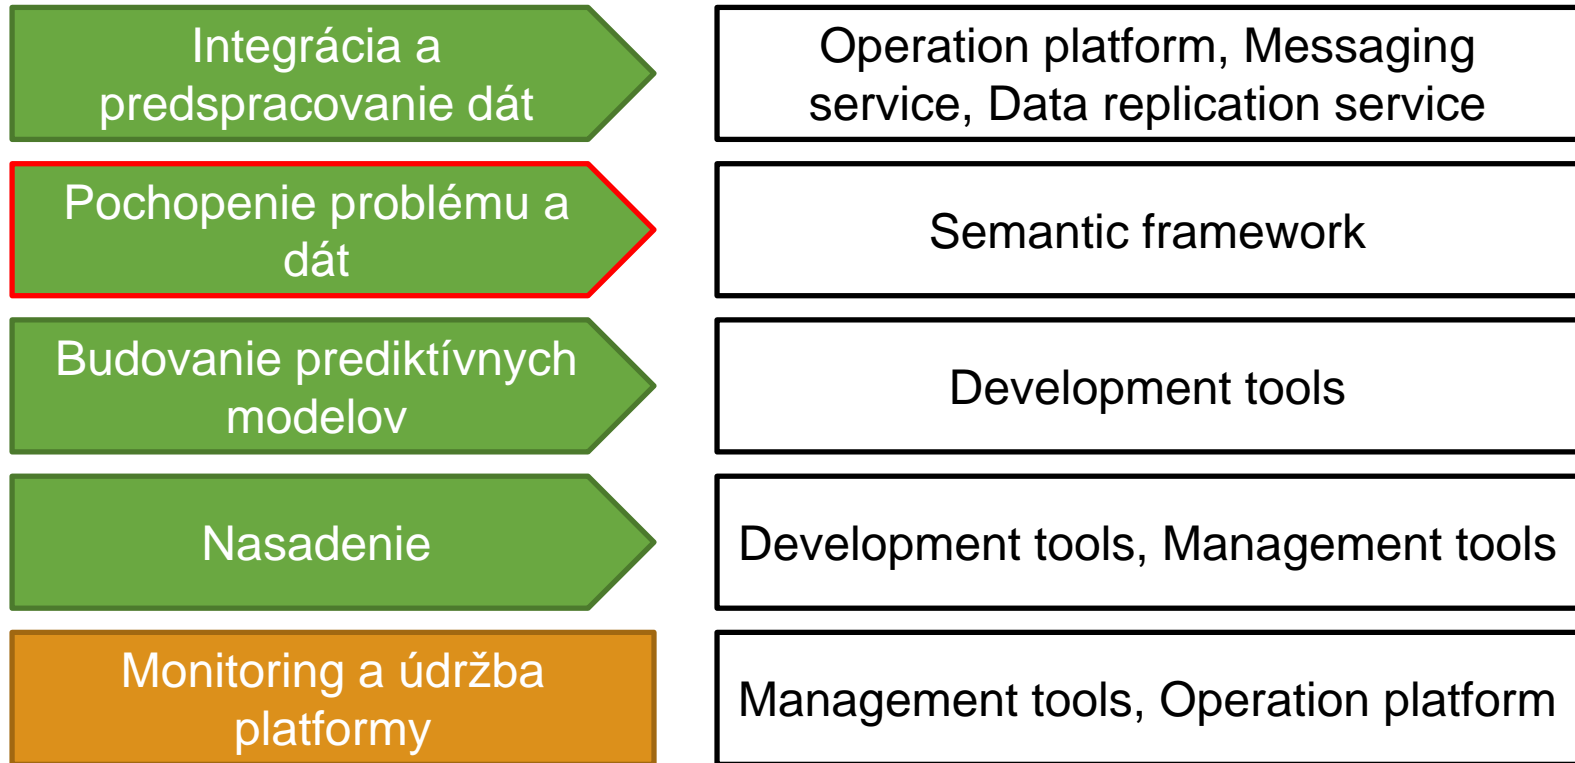 Integrácia a
predspracovanie dát
Operation platform, Messaging
service, Data replication service
Pochopenie problému a
dát
Semantic framework
Budovanie prediktívnych
modelov
Development tools
Nasadenie
Development tools, Management tools
Monitoring a údržba
platformy
Management tools, Operation platform